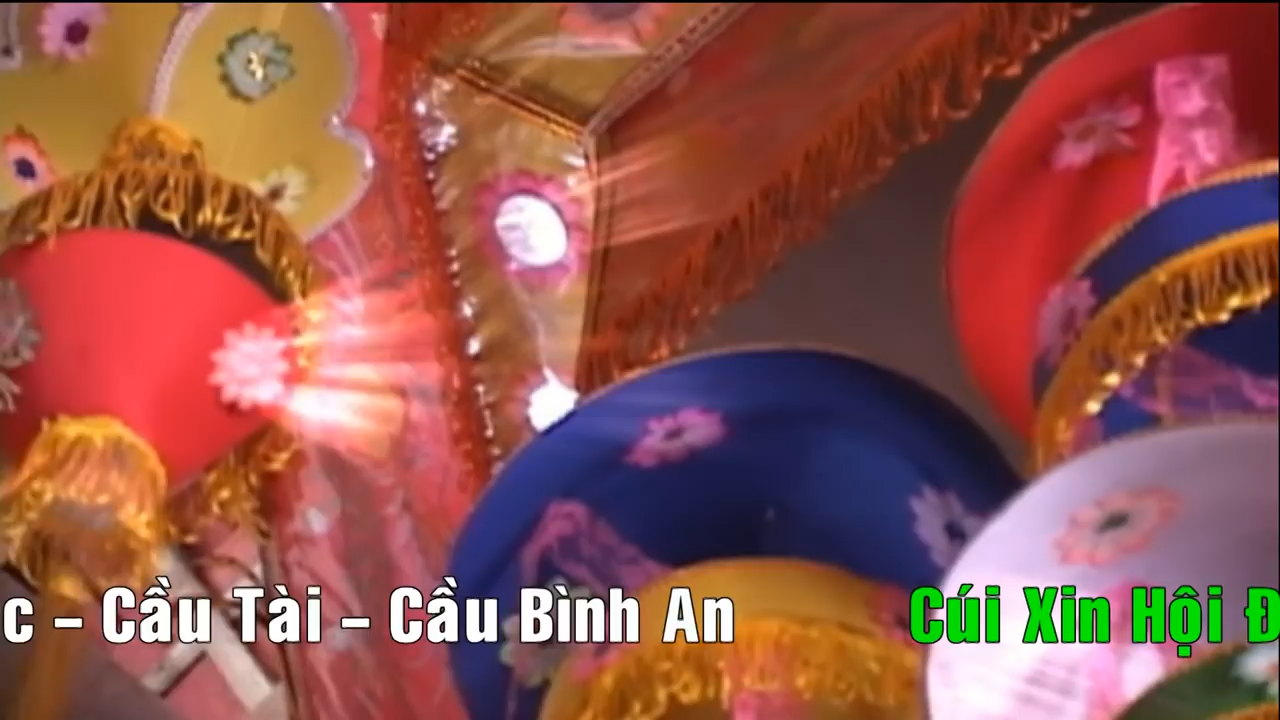 c – Cầu Tài – Cầu Bình An Cúi Xin Hội Đ